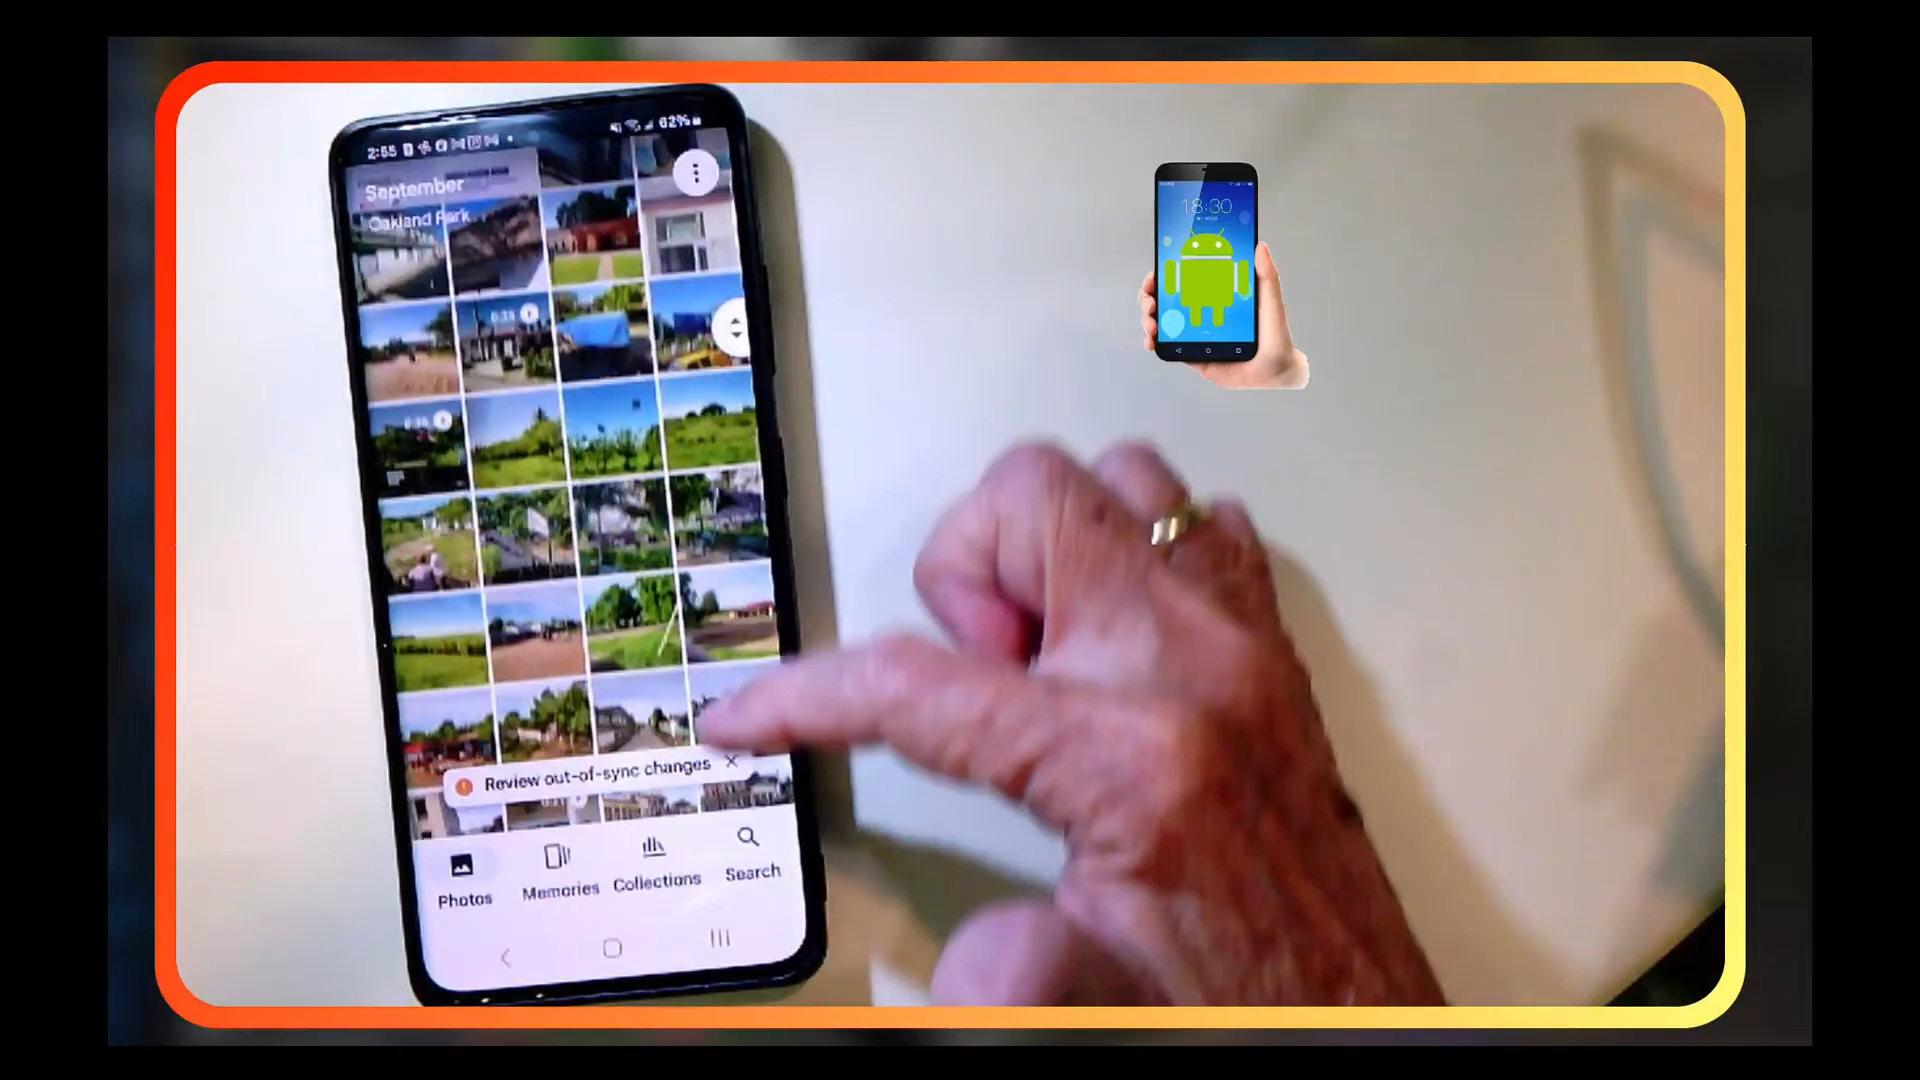 2:55
62%
September
Oakland Park
Review out-of-sync changes
Photos
Memories
Collections
Search
18:30